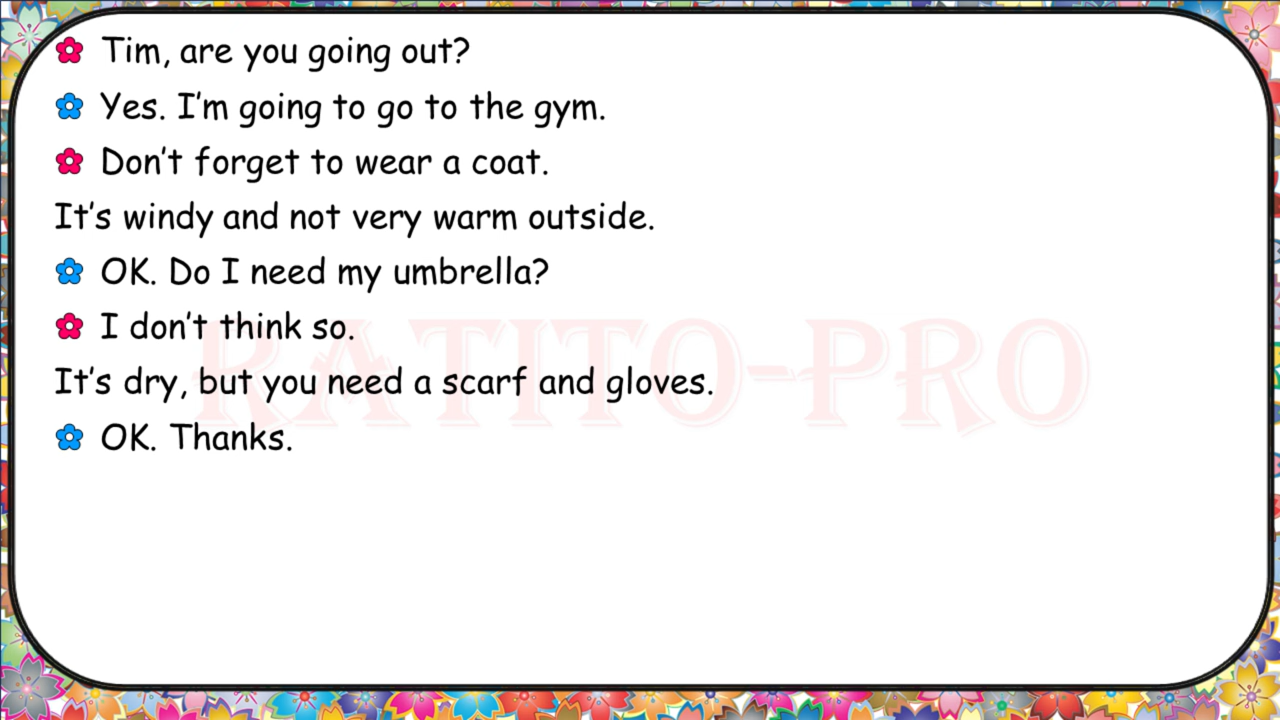 Tim, are you going out?
Yes. I'm going to go to the gym.
Don't forget to wear a coat.
It's windy and not very warm outside.
OK. Do I need my umbrella?
I don't think so.
RATITO-PRO
It's dry, but you need a scarf and gloves.
OK. Thanks.